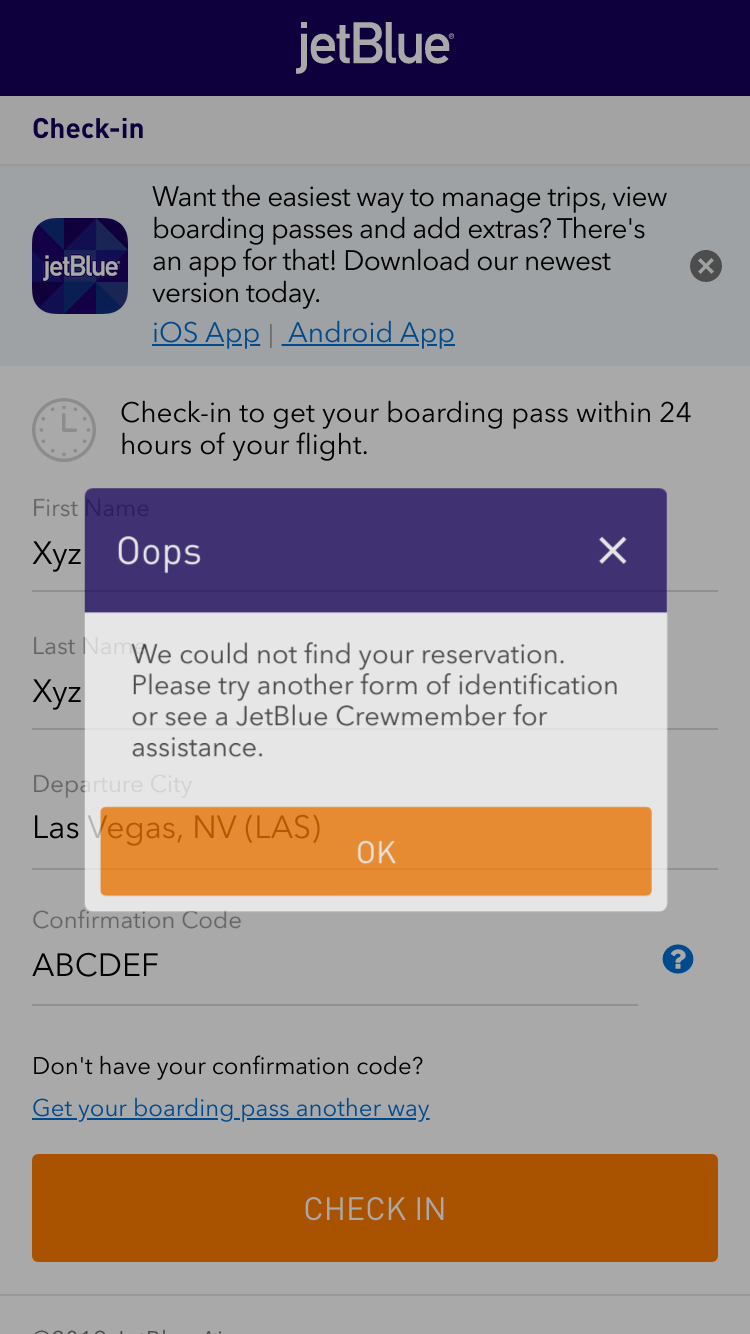 jetBlue
Check-in
Want the easiest way to manage trips, view
boarding passes and add extras? There's
an app for that! Download our newest
version today.
iOS App | Android App
jetBlue
Check-in to get your boarding pass within 24
hours of your flight.
First Name
Xyz
Oops
Last Name
Xyz
We could not find your reservation.
Please try another form of identification
or see a JetBlue Crewmember for
assistance.
Departure City
Las Vegas, NV (LAS)
OK
Confirmation Code
ABCDEF
?
Don't have your confirmation code?
Get your boarding pass another way
CHECK IN